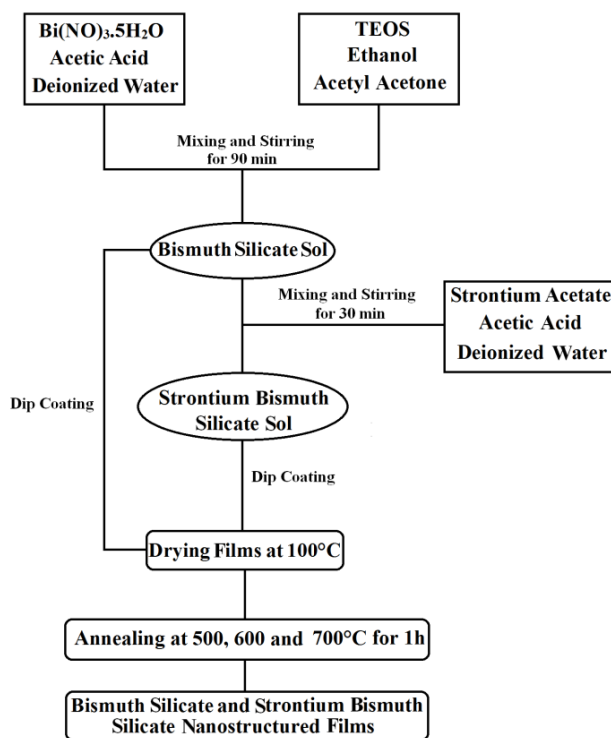 Bi(NO)₃.5H₂O
Acetic Acid
Deionized Water
TEOS
Ethanol
Acetyl Acetone
Mixing and Stirring
for 90 min
Bismuth Silicate Sol
Mixing and Stirring
for 30 min
Strontium Acetate
Acetic Acid
Deionized Water
Dip Coating
Strontium Bismuth
Silicate Sol
Dip Coating
Drying Films at 100°C
Annealing at 500, 600 and 700°C for 1h
Bismuth Silicate and Strontium Bismuth
Silicate Nanostructured Films